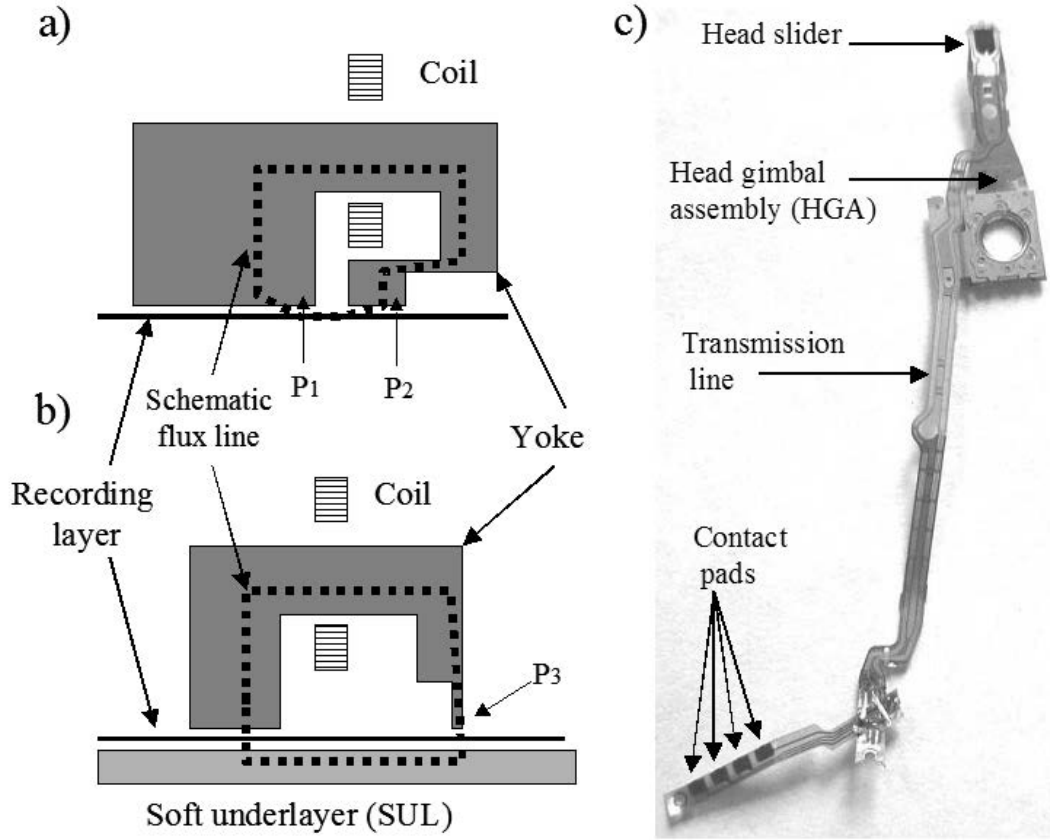 a)
Coil
P1
P2
Schematic
flux line
Yoke
b)
Recording
layer
Coil
P3
Soft underlayer (SUL)
c)
Head slider
Head gimbal
assembly (HGA)
Transmission
line
Contact
pads